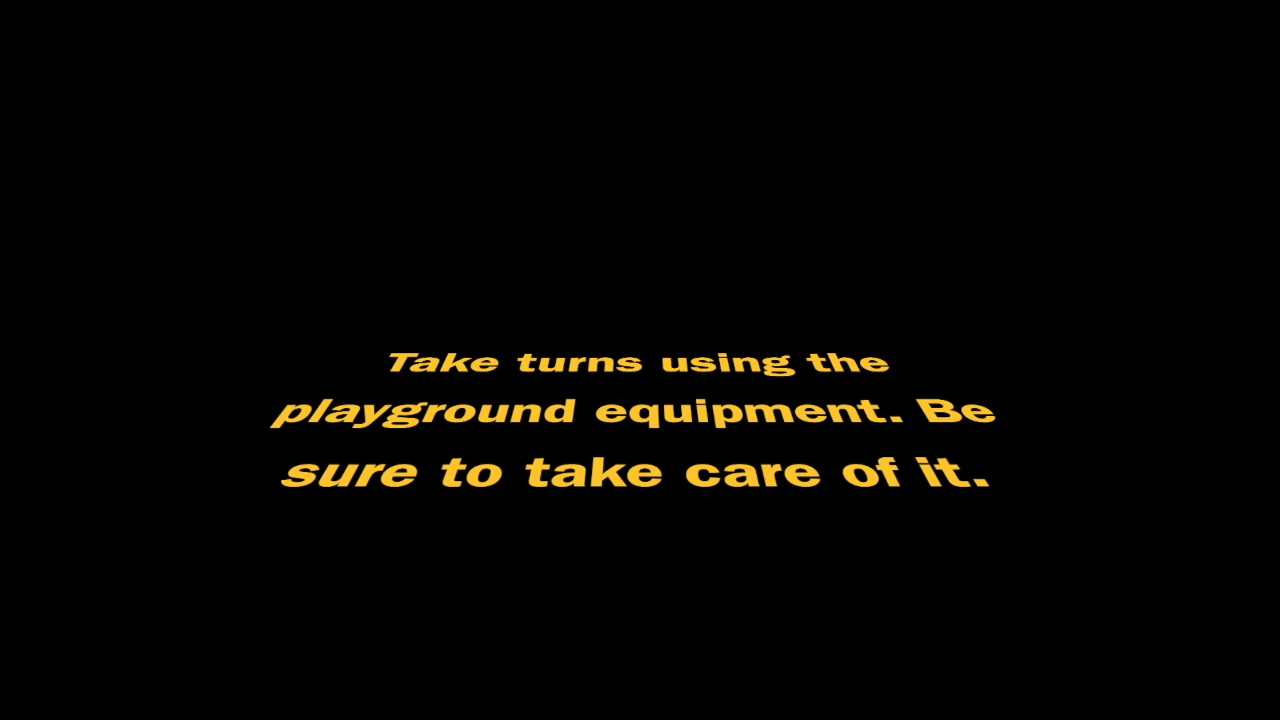 Take turns using the
playground equipment. Be
sure to take care of it.